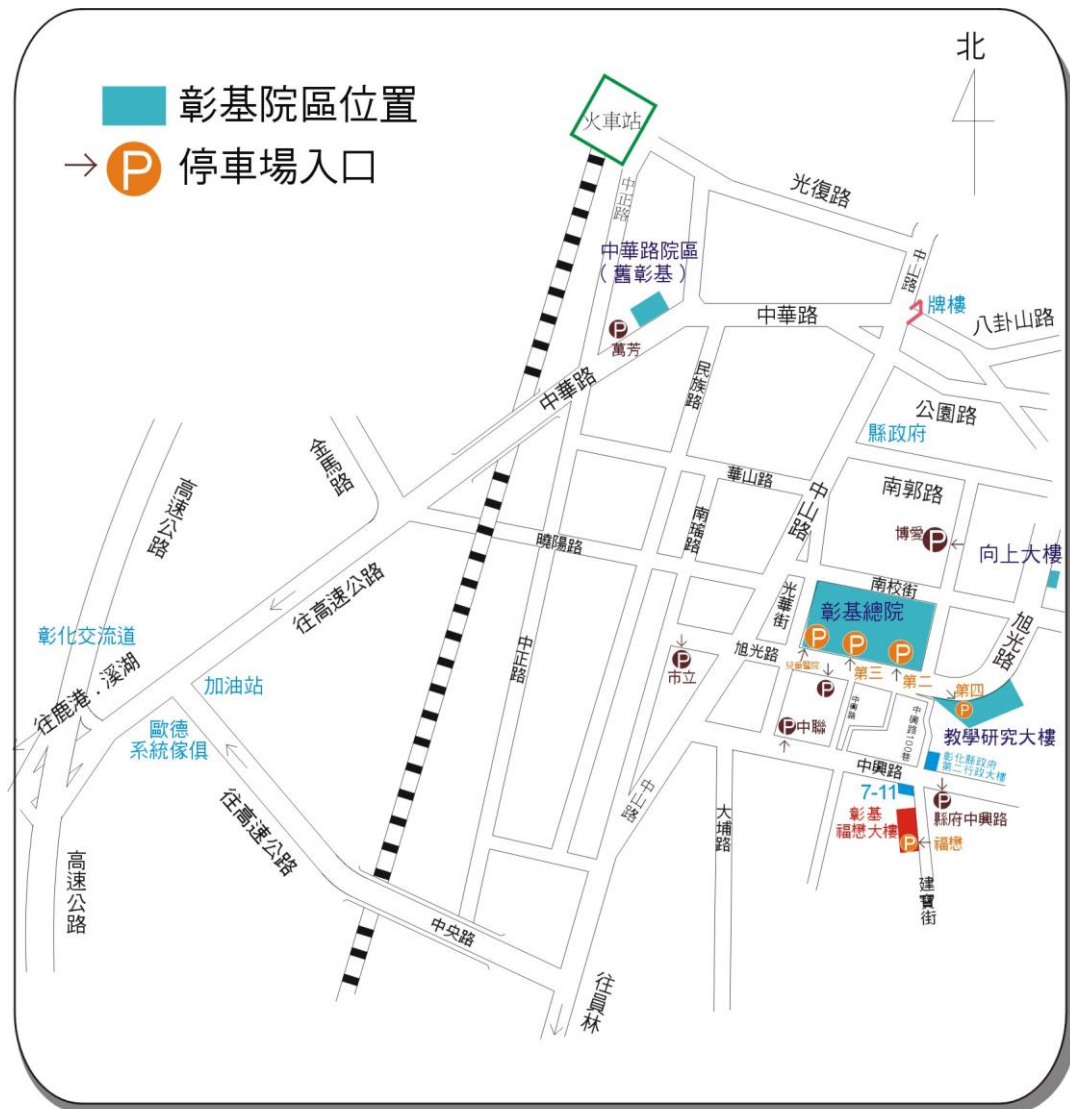 北
彰基院區位置
P
停車場入口
火車站
中正路
光復路
中華路院區
(舊彰基)
中山路
牌樓
八卦山路
P
萬芳
中華路
中華路
民族路
公園路
縣政府
金馬路
高速公路
華山路
中山路
南郭路
南瑤路
博愛
P
向上大樓
曉陽路
往高速公路
南校街
光華街
彰基總院
旭光路
彰化交流道
往鹿港.溪湖
加油站
歐德
系統傢俱
中正路
P
市立
旭光路
P
P
P
兒童醫院
第三
第二
第四
P
P
中興路
中興路100巷
教學研究大樓
P
中聯
彰化縣政府
第二行政大樓
中興路
7-11
P
縣府中興路
彰基
福懋大樓
P
福懋
中山路
大埔路
建寶街
往高速公路
高速公路
中央路
往員林